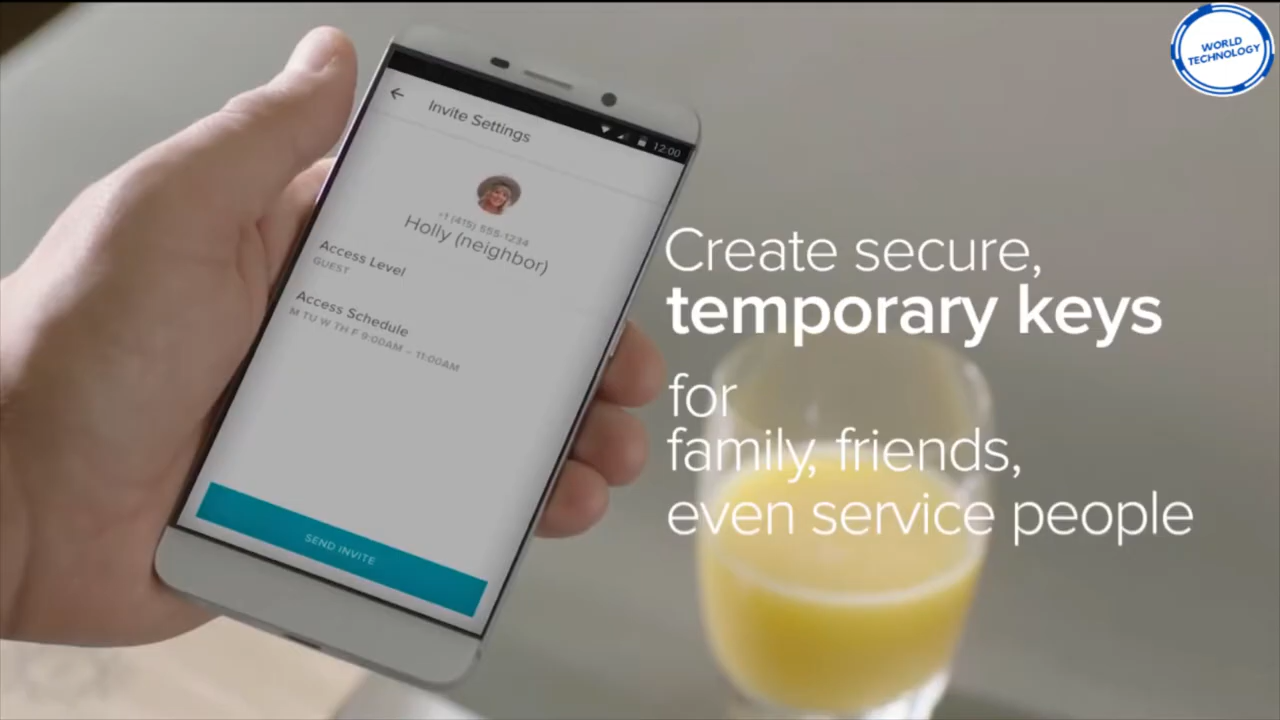 WORLD
TECHNOLOGY
Invite Settings
12:00
+1 (415) 555-1234
Holly (neighbor)
Access Level
GUEST
Access Schedule
M TU W TH F 9:00AM - 11:00AM
SEND INVITE
Create secure,
temporary keys
for
family, friends,
even service people